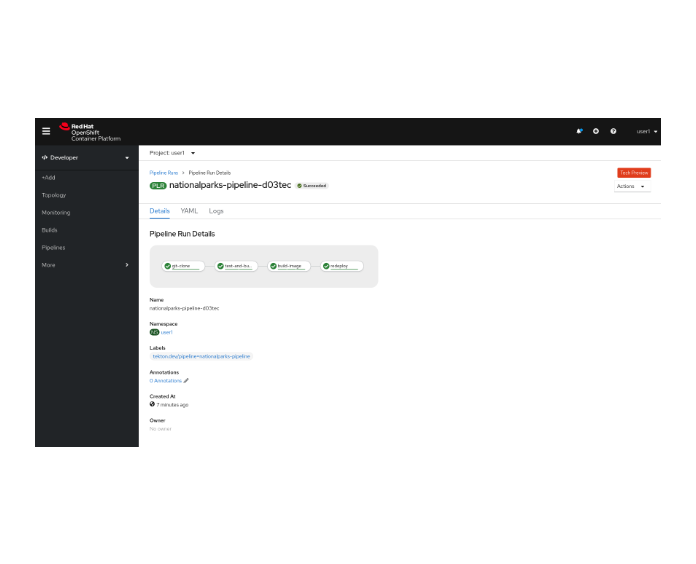 Red Hat
OpenShift
Container Platform
user1
</> Developer
+Add
Topology
Monitoring
Builds
Pipelines
More
Project: user1
Pipeline Runs > Pipeline Run Details
Tech Preview
PLR nationalparks-pipeline-d03tec Succeeded
Actions
Details YAML Logs
Pipeline Run Details
git-clone test-and-bu... build-image redeploy
Name
nationalparks-pipeline-d03tec
Namespace
NS user1
Labels
tekton.dev/pipeline=nationalparks-pipeline
Annotations
0 Annotations
Created At
7 minutes ago
Owner
No owner